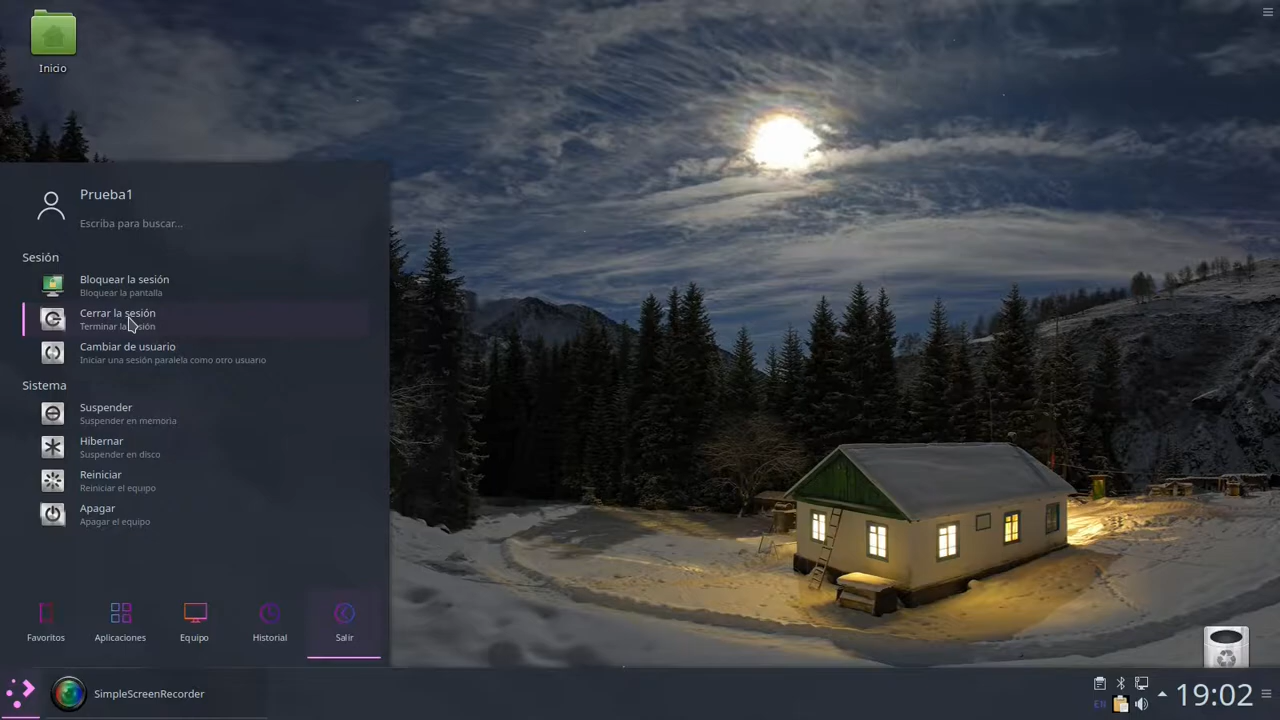 Inicio
Prueba1
Escriba para buscar...
Sesión
Bloquear la sesión
Bloquear la pantalla
Cerrar la sesión
Terminar la sesión
Cambiar de usuario
Iniciar una sesión paralela como otro usuario
Sistema
Suspender
Suspender en memoria
Hibernar
Suspender en disco
Reiniciar
Reiniciar el equipo
Apagar
Apagar el equipo
Favoritos
Aplicaciones
Equipo
Historial
Salir
SimpleScreenRecorder
EN
19:02